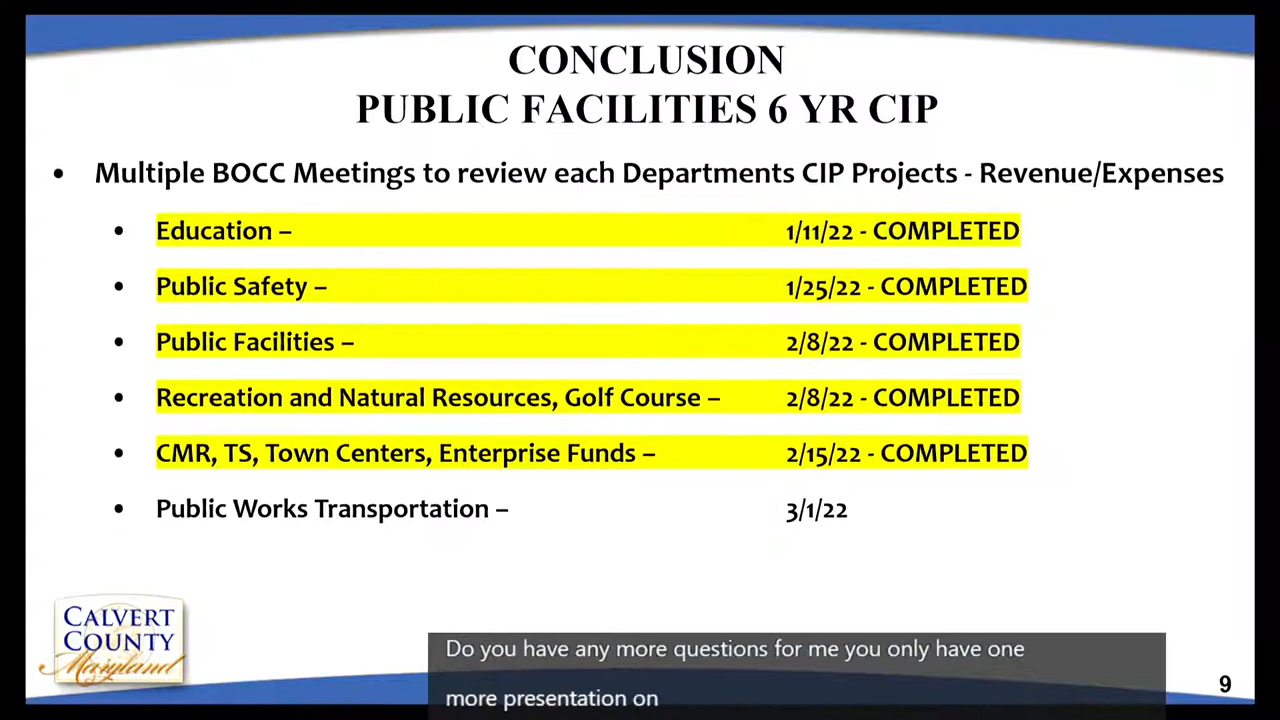 CONCLUSION
PUBLIC FACILITIES 6 YR CIP
• Multiple BOCC Meetings to review each Departments CIP Projects - Revenue/Expenses
• Education – 1/11/22 - COMPLETED
• Public Safety – 1/25/22 - COMPLETED
• Public Facilities – 2/8/22 - COMPLETED
• Recreation and Natural Resources, Golf Course – 2/8/22 - COMPLETED
• CMR, TS, Town Centers, Enterprise Funds – 2/15/22 - COMPLETED
• Public Works Transportation – 3/1/22
CALVERT
COUNTY
Maryland
Do you have any more questions for me you only have one
more presentation on
9